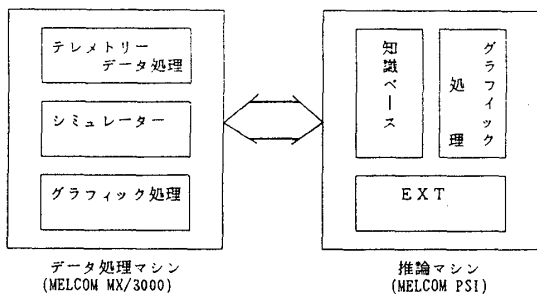 テレメトリー
データ処理
シミュレーター
グラフィック処理
データ処理マシン
(MELCOM MX/3000)
知識ベース
グラフィック
処理
EXT
推論マシン
(MELCOM PSI)